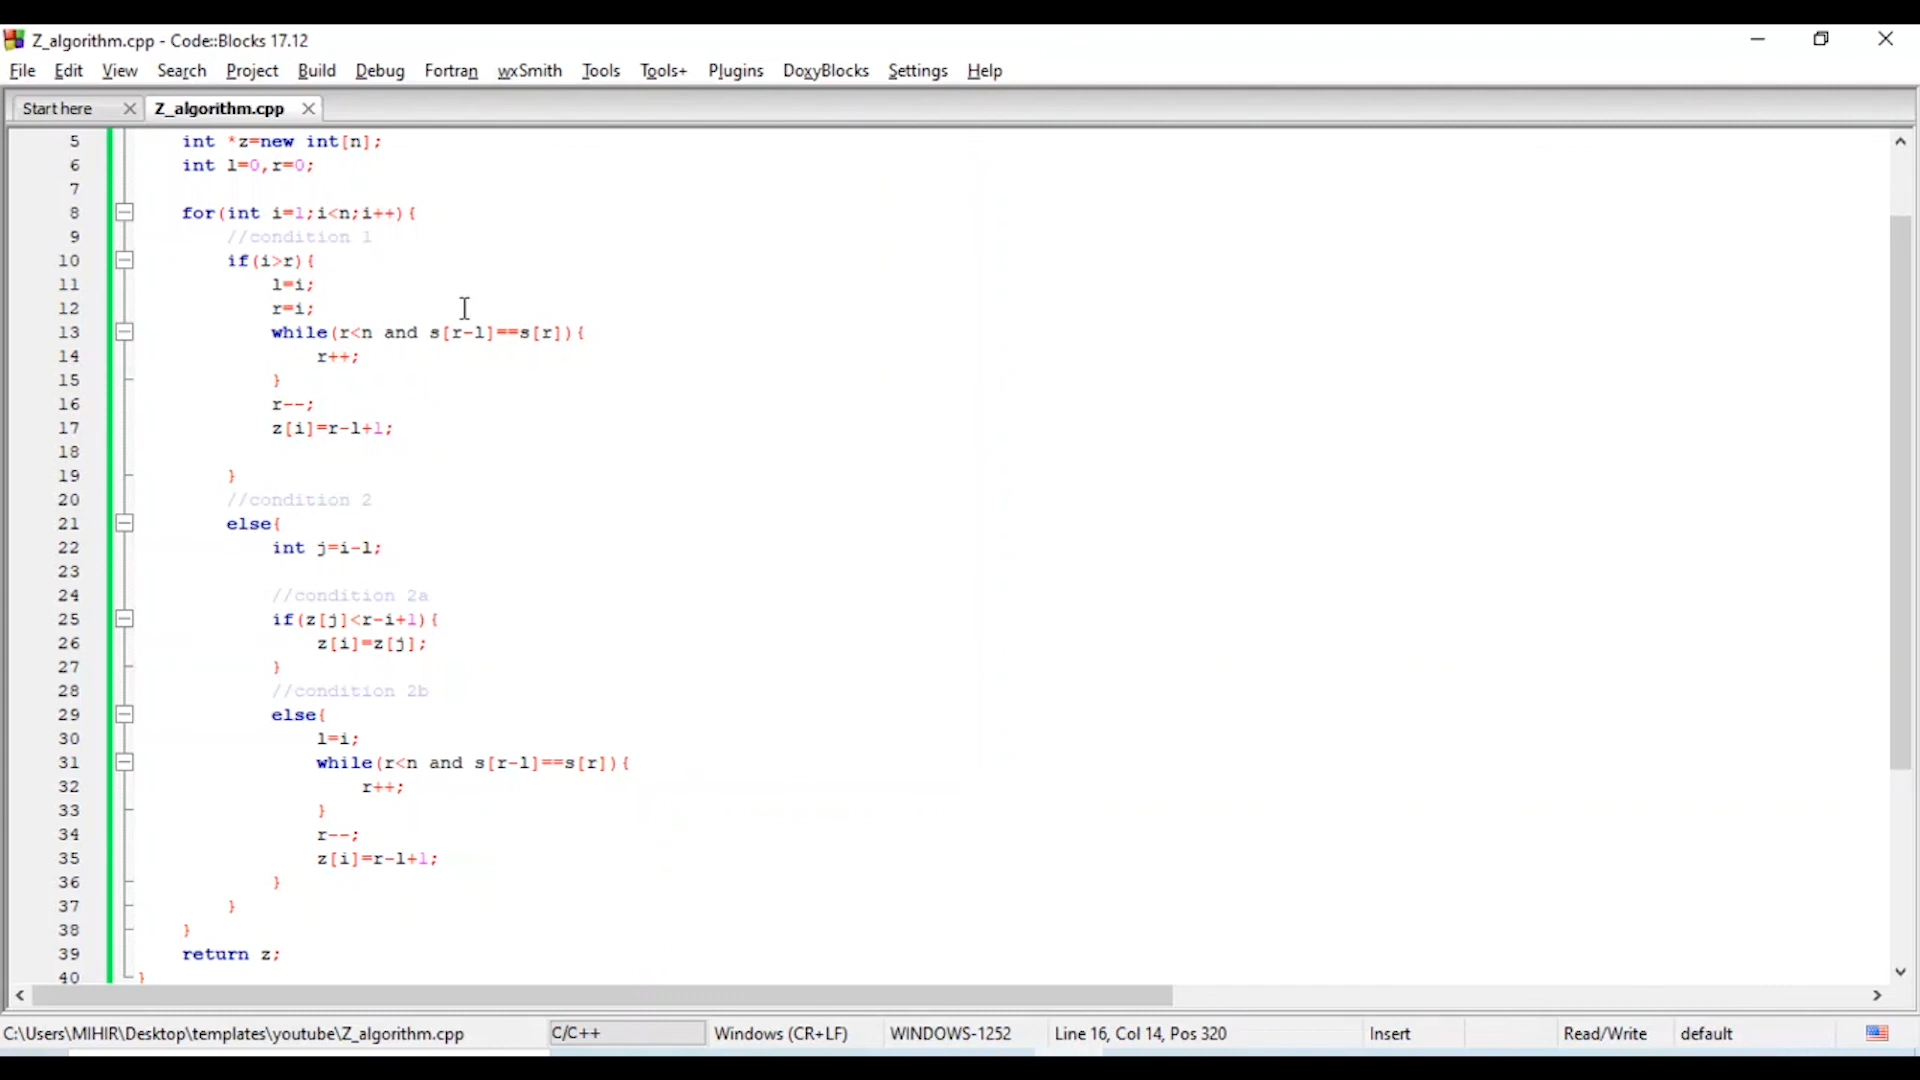 Z_algorithm.cpp - Code::Blocks 17.12
File Edit View Search Project Build Debug Fortran wxSmith Tools Tools+ Plugins DoxyBlocks Settings Help
Start here Z_algorithm.cpp
5 int *z=new int[n];
6 int l=0,r=0;
7
8 for(int i=1;i<n;i++){
9 //condition 1
10 if(i>r){
11 l=i;
12 r=i;
13 while(r<n and s[r-l]==s[r]){
14 r++;
15 }
16 r--;
17 z[i]=r-l+1;
18
19 }
20 //condition 2
21 else{
22 int j=i-l;
23
24 //condition 2a
25 if(z[j]<r-i+1){
26 z[i]=z[j];
27 }
28 //condition 2b
29 else{
30 l=i;
31 while(r<n and s[r-l]==s[r]){
32 r++;
33 }
34 r--;
35 z[i]=r-l+1;
36 }
37 }
38 }
39 return z;
40 }
C:\Users\MIHIR\Desktop\templates\youtube\Z_algorithm.cpp C/C++ Windows (CR+LF) WINDOWS-1252 Line 16, Col 14, Pos 320 Insert Read/Write default